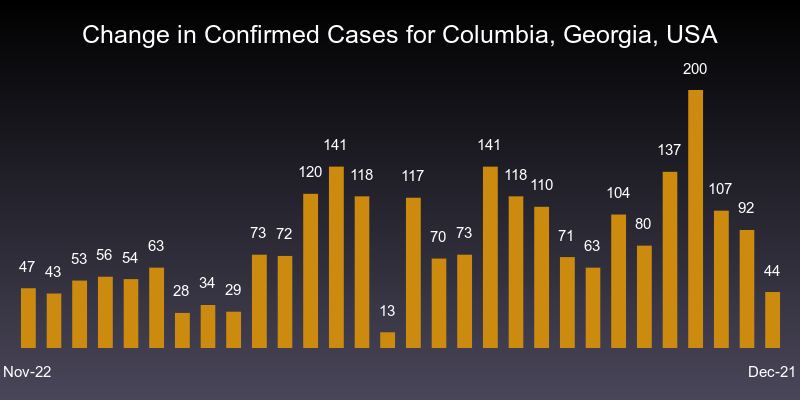 Change in Confirmed Cases for Columbia, Georgia, USA
47 43 53 56 54 63 28 34 29 73 72 120 141 118 13 117 70 73 141 118 110 71 63 104 80 137 200 107 92 44
Nov-22 Dec-21